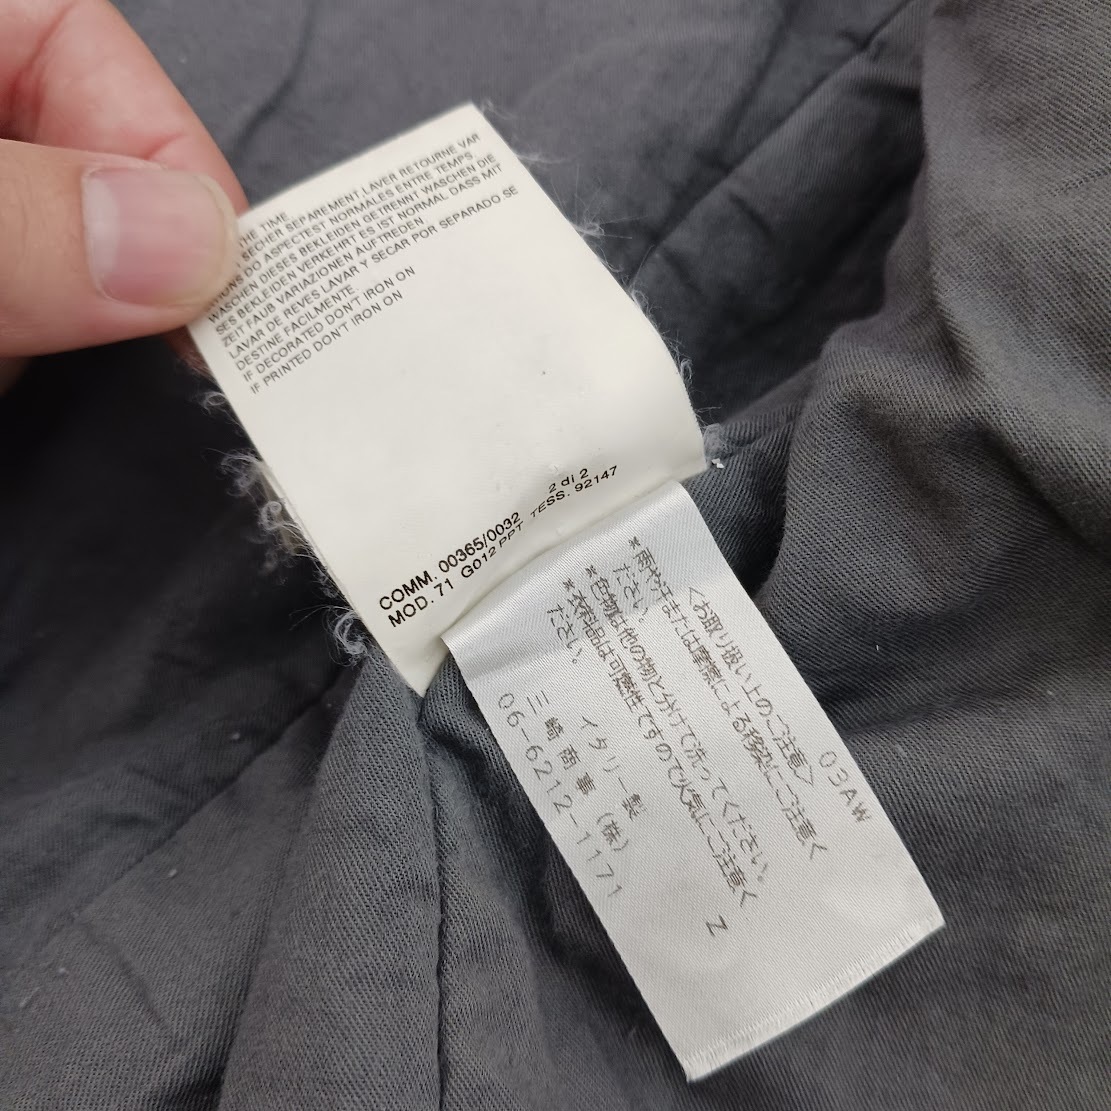 THE TIME
SECHER SEPAREMENT LAVER RETOURNE VAR
DO ASPECTEST NORMALES ENTRE TEMPS
WASCHEN DIESES BEKLEIDEN GETRENNT WASCHEN DIE
SES BEKLEIDEN VERKEHRT ES IST NORMAL DASS MIT
ZEIT FAUB VARIAZIONEN AUFTREDEN
LAVAR DE REVES LAVAR Y SECAR POR SEPARADO SE
DESTINE FACILMENTE.
IF DECORATED DON'T IRON ON
IF PRINTED DON'T IRON ON
2 di 2
COMM. 00365/0032 TESS. 92147
MOD. 71 G012 PPT
03AW
<お取り扱い上のご注意>
※雨や汗または摩擦による移染にご注意く
ださい。
※色物は他の物と分けて洗ってください。
※衣料品は可燃性ですので火気にご注意く
ださい。
N
イタリー製
三崎商事(株)
06-6212-1171